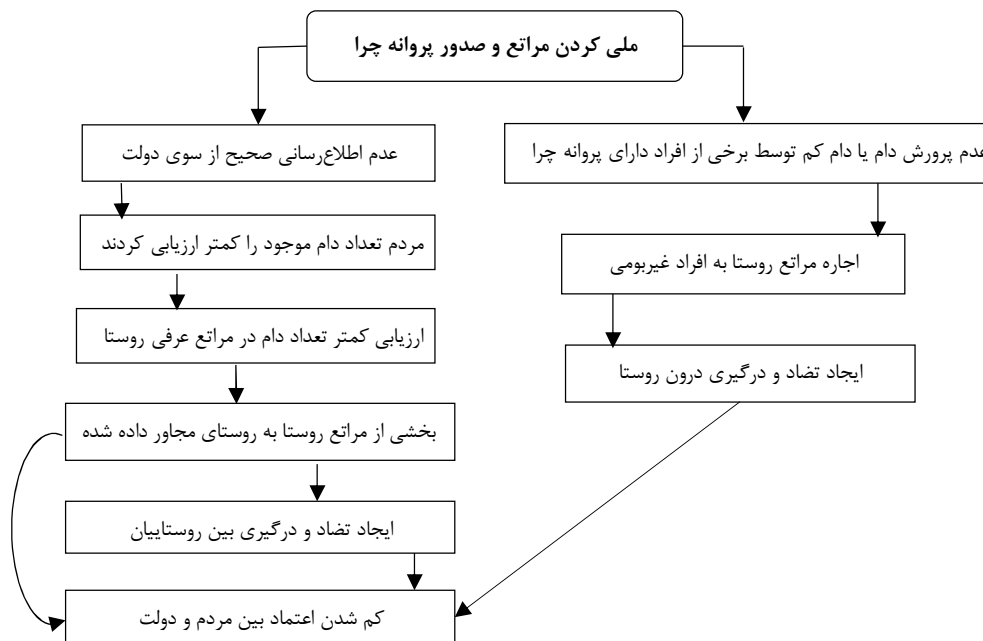 ملی کردن مراتع و صدور پروانه چرا
عدم اطلاع‌رسانی صحیح از سوی دولت
عدم پرورش دام یا دام کم توسط برخی از افراد دارای پروانه چرا
مردم تعداد دام موجود را کمتر ارزیابی کردند
اجاره مراتع روستا به افراد غیربومی
ارزیابی کمتر تعداد دام در مراتع عرفی روستا
ایجاد تضاد و درگیری درون روستا
بخشی از مراتع روستا به روستای مجاور داده شده
ایجاد تضاد و درگیری بین روستاییان
کم شدن اعتماد بین مردم و دولت